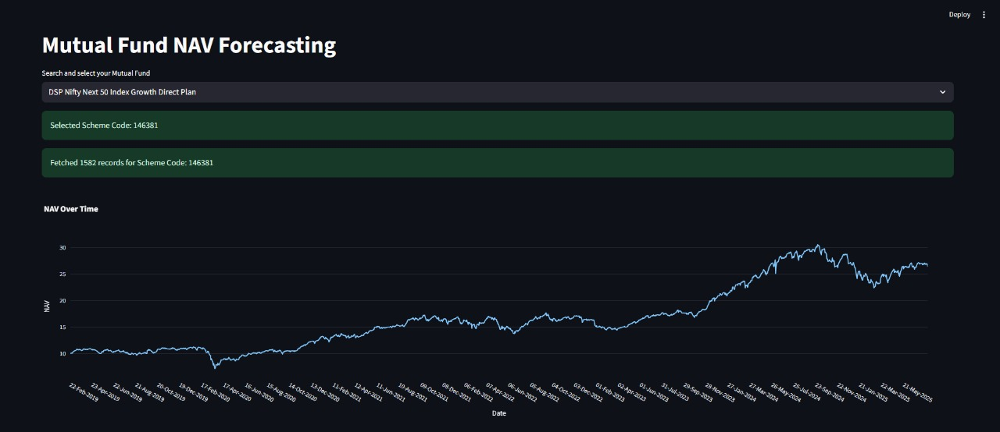 Deploy
Mutual Fund NAV Forecasting
Search and select your Mutual Fund
DSP Nifty Next 50 Index Growth Direct Plan
Selected Scheme Code: 146381
Fetched 1582 records for Scheme Code: 146381
NAV Over Time
30
25
20
15
10
NAV
22-Feb-2019
23-Apr-2019
22-Jun-2019
21-Aug-2019
20-Oct-2019
19-Dec-2019
17-Feb-2020
17-Apr-2020
16-Jun-2020
15-Aug-2020
14-Oct-2020
13-Dec-2020
11-Feb-2021
12-Apr-2021
11-Jun-2021
10-Aug-2021
09-Oct-2021
08-Dec-2021
06-Feb-2022
07-Apr-2022
06-Jun-2022
05-Aug-2022
04-Oct-2022
03-Dec-2022
01-Feb-2023
02-Apr-2023
01-Jun-2023
31-Jul-2023
29-Sep-2023
28-Nov-2023
27-Jan-2024
27-Mar-2024
26-May-2024
25-Jul-2024
23-Sep-2024
22-Nov-2024
21-Jan-2025
22-Mar-2025
21-May-2025
Date